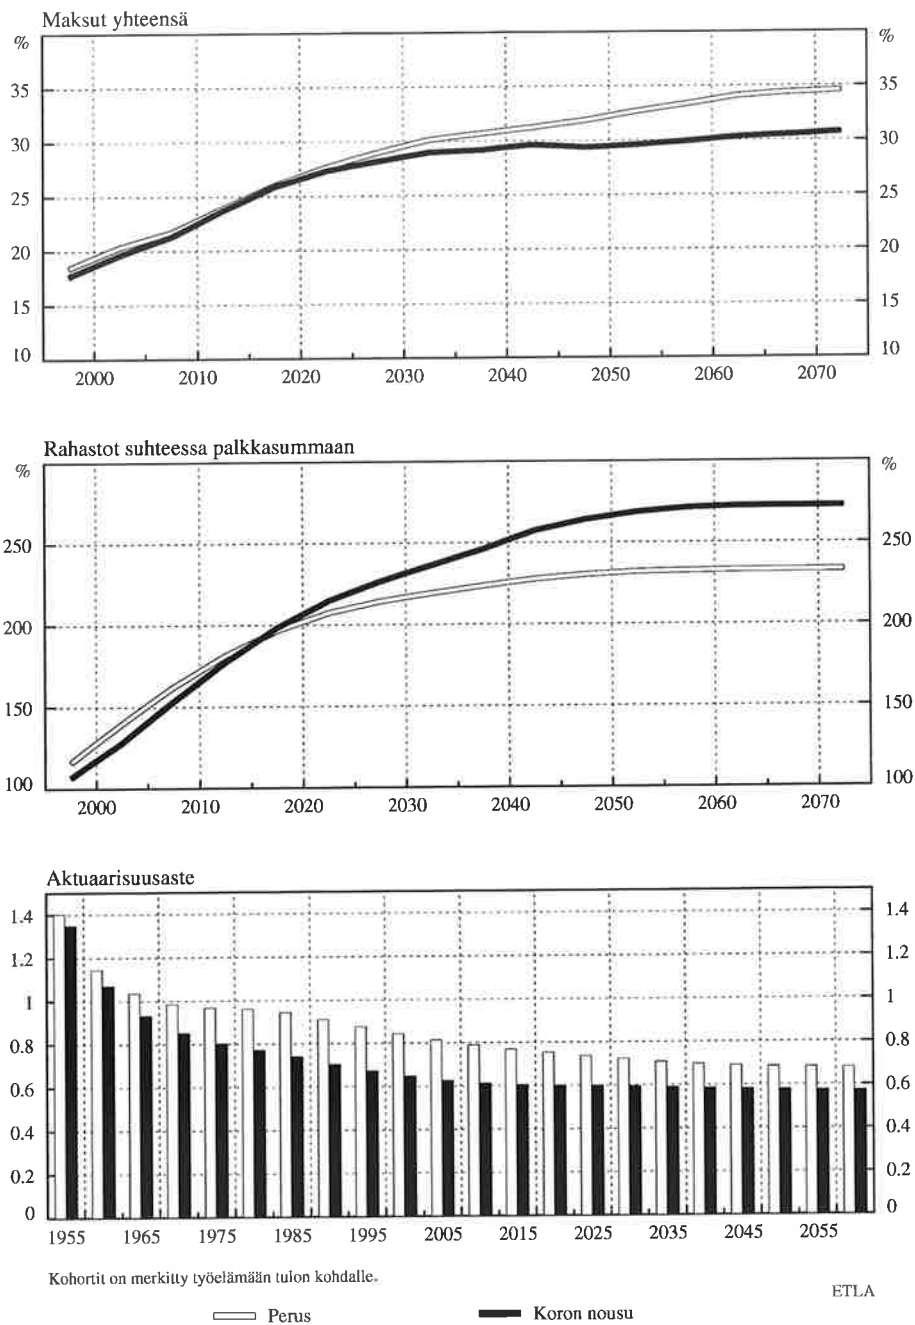 Maksut yhteensä
% %
35 35
30 30
25 25
20 20
15 15
10 10
2000 2010 2020 2030 2040 2050 2060 2070
Rahastot suhteessa palkkasummaan
% %
250 250
200 200
150 150
100 100
2000 2010 2020 2030 2040 2050 2060 2070
Aktuaarisuusaste
1.4 1.4
1.2 1.2
1 1
0.8 0.8
0.6 0.6
0.4 0.4
0.2 0.2
0 0
1955 1965 1975 1985 1995 2005 2015 2025 2035 2045 2055
Kohortit on merkitty työelämään tulon kohdalle.
ETLA
Perus Koron nousu